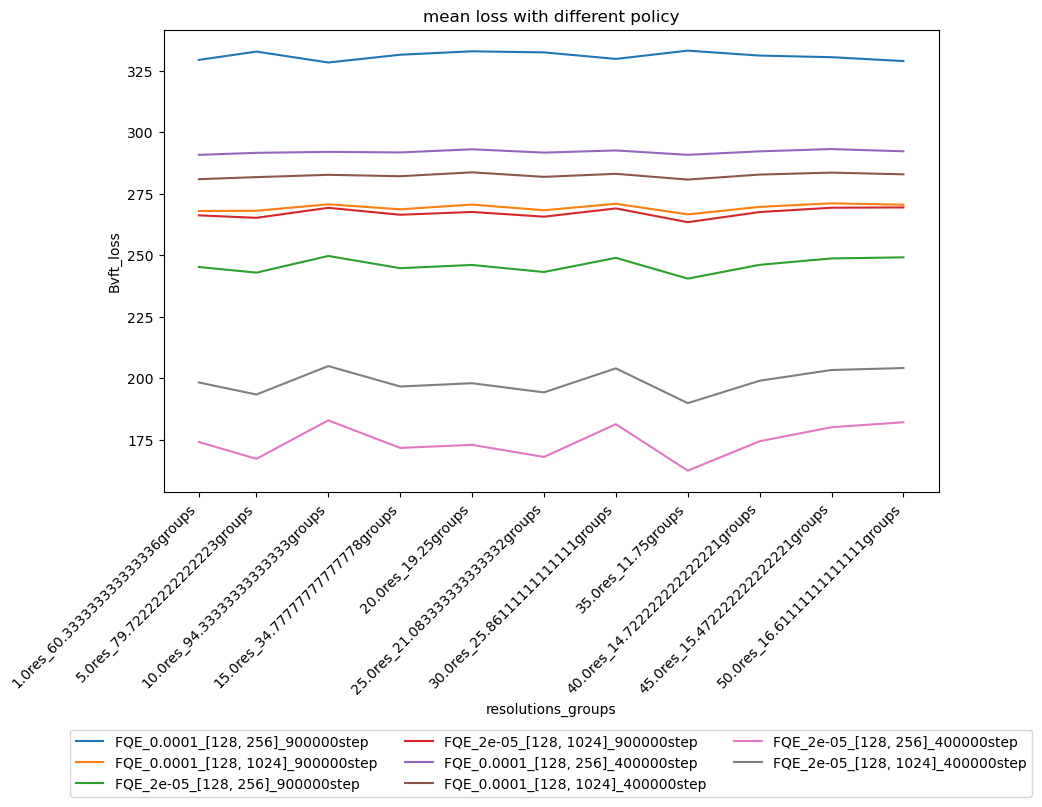 mean loss with different policy
Bvft_loss
325
300
275
250
225
200
175
1.0res_60.333333333333336groups
5.0res_79.72222222222223groups
10.0res_94.33333333333333groups
15.0res_34.77777777777778groups
20.0res_19.25groups
25.0res_21.083333333333332groups
30.0res_25.86111111111111groups
35.0res_11.75groups
40.0res_14.722222222222221groups
45.0res_15.472222222222221groups
50.0res_16.61111111111111groups
resolutions_groups
FQE_0.0001_[128, 256]_900000step
FQE_0.0001_[128, 1024]_900000step
FQE_2e-05_[128, 256]_900000step
FQE_2e-05_[128, 1024]_900000step
FQE_0.0001_[128, 256]_400000step
FQE_0.0001_[128, 1024]_400000step
FQE_2e-05_[128, 256]_400000step
FQE_2e-05_[128, 1024]_400000step